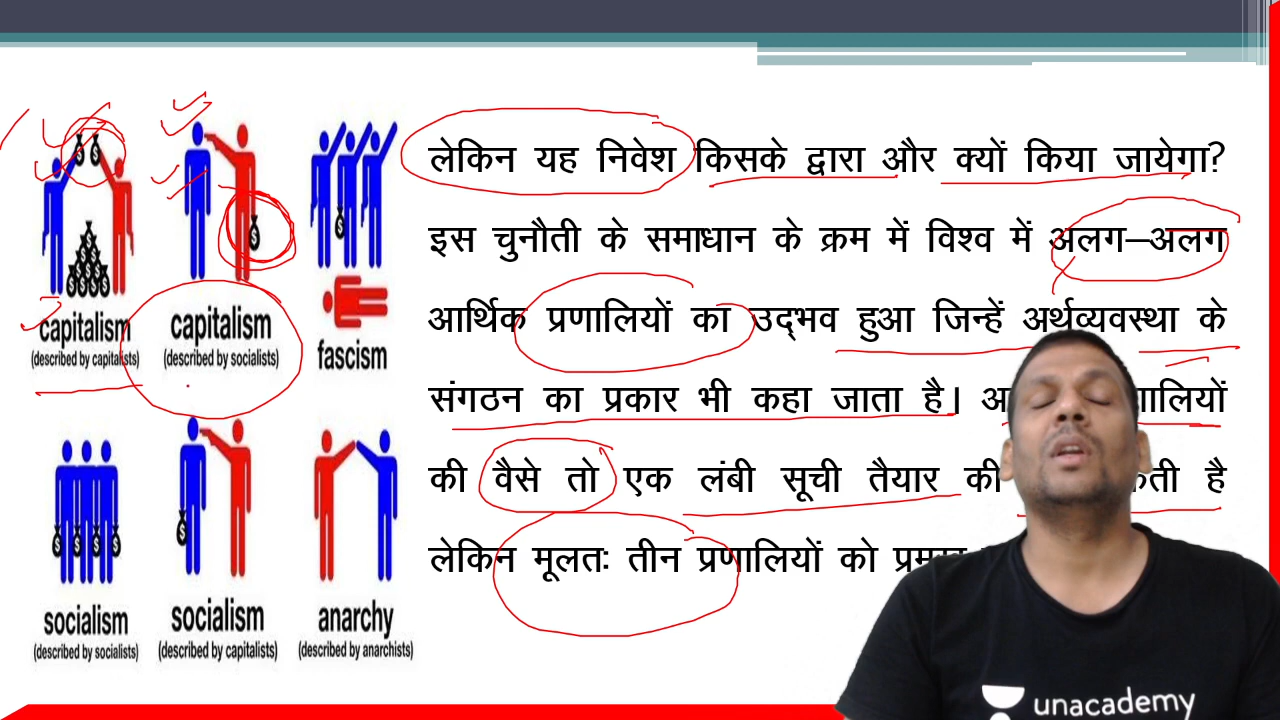 लेकिन यह निवेश किसके द्वारा और क्यों किया जायेगा?
इस चुनौती के समाधान के क्रम में विश्व में अलग–अलग
आर्थिक प्रणालियों का उद्भव हुआ जिन्हें अर्थव्यवस्था के
संगठन का प्रकार भी कहा जाता है।
की वैसे तो एक लंबी सूची तैयार की है
लेकिन मूलतः तीन प्रणालियों को
capitalism
(described by capitalists)
capitalism
(described by socialists)
fascism
socialism
(described by socialists)
socialism
(described by capitalists)
anarchy
(described by anarchists)
unacademy